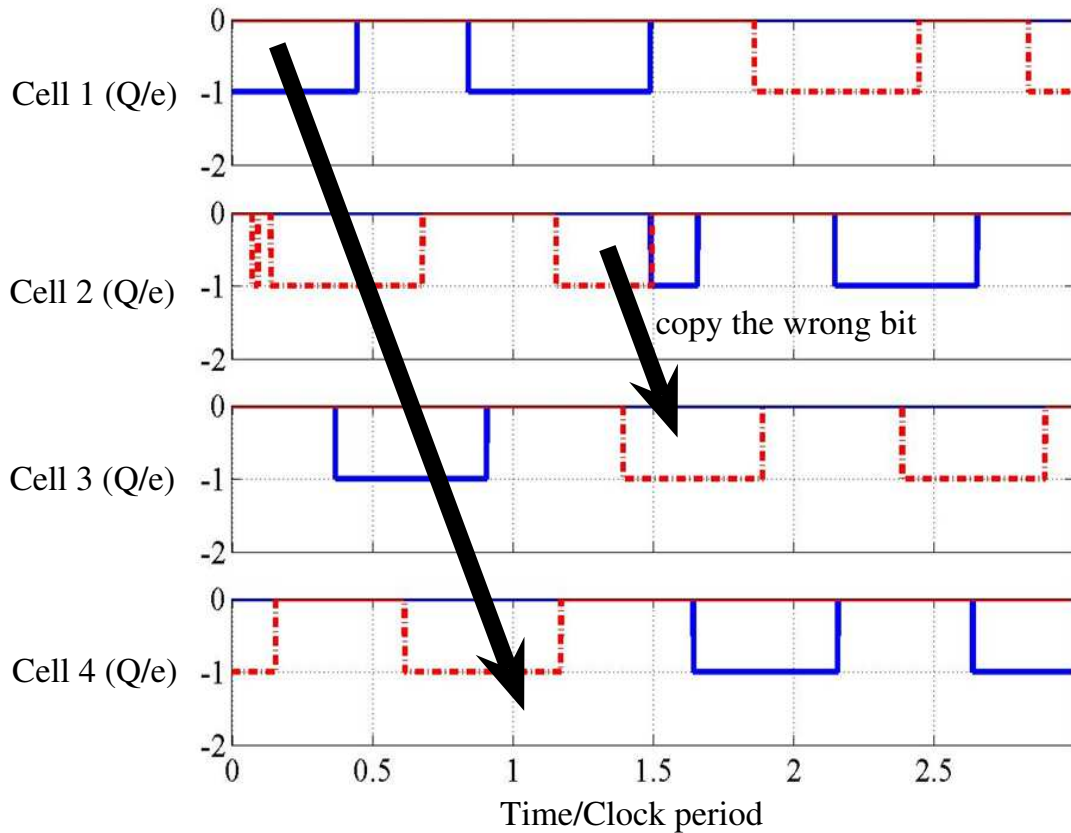 0
Cell 1 (Q/e)
-1
-2
0
Cell 2 (Q/e)
-1
copy the wrong bit
-2
0
Cell 3 (Q/e)
-1
-2
0
Cell 4 (Q/e)
-1
-2
0 0.5 1 1.5 2 2.5
Time/Clock period